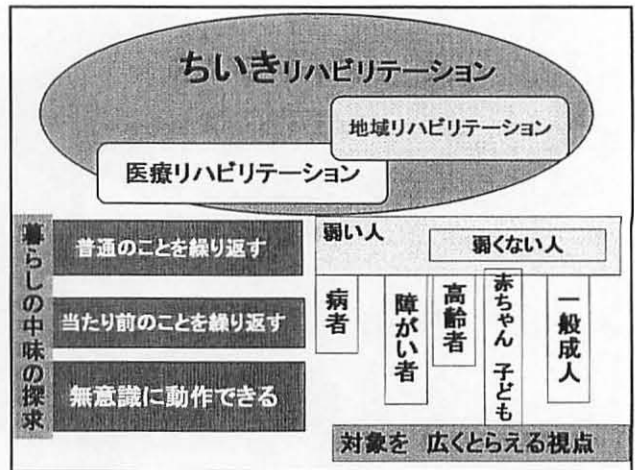 ちいきリハビリテーション
地域リハビリテーション
医療リハビリテーション
暮らしの中味の探求
普通のことを繰り返す
当たり前のことを繰り返す
無意識に動作できる
弱い人
弱くない人
病者
障がい者
高齢者
赤ちゃん 子ども
一般成人
対象を 広くとらえる視点